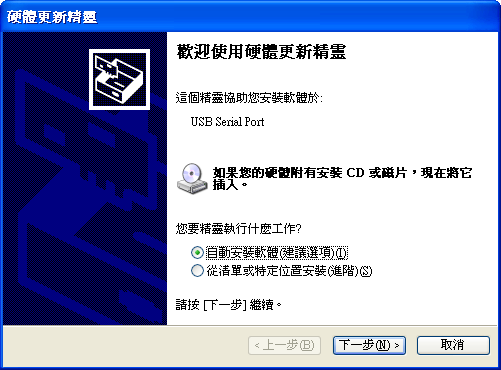 硬體更新精靈
歡迎使用硬體更新精靈
這個精靈協助您安裝軟體於:
USB Serial Port
如果您的硬體附有安裝 CD 或磁片，現在將它
插入。
您要精靈執行什麼工作?
自動安裝軟體(建議選項)(I)
從清單或特定位置安裝(進階)(S)
請按 [下一步] 繼續。
< 上一步(B)
下一步(N) >
取消